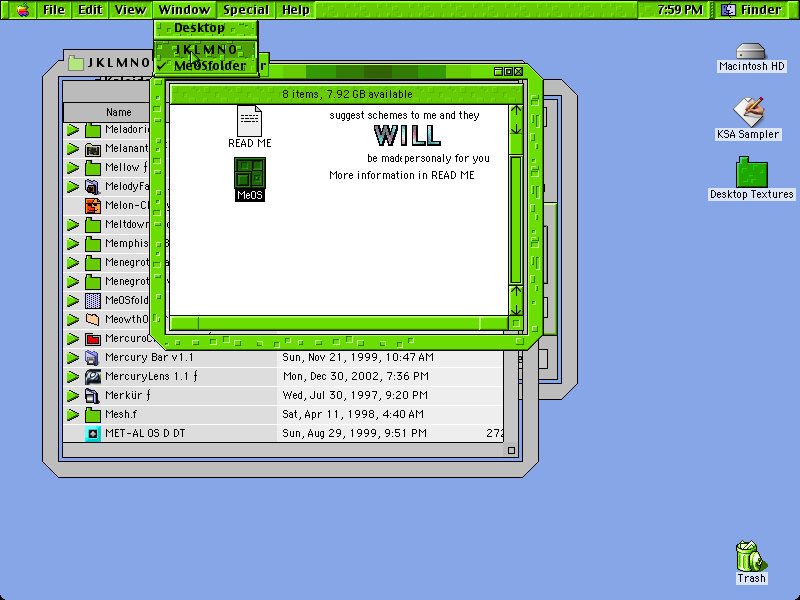 File Edit View Window Special Help 7:59 PM Finder
Desktop
J K L M N O
✓ MeOSfolder
J K L M N O
8 items, 7.92 GB available
Name
READ ME
MeOS
suggest schemes to me and they
WILL
be made personaly for you
More information in READ ME
Meladori
Melanant
Mellow ƒ
MelodyFa
Melon-C
Meltdown
Memphis
Menegrot
Menegrot
MeOSfold
MeowthO
MercuroC
Mercury Bar v1.1 Sun, Nov 21, 1999, 10:47 AM
MercuryLens 1.1 ƒ Mon, Dec 30, 2002, 7:36 PM
Merkür ƒ Wed, Jul 30, 1997, 9:20 PM
Mesh.f Sat, Apr 11, 1998, 4:40 AM
MET-AL OS D DT Sun, Aug 29, 1999, 9:51 PM 272
Macintosh HD
KSA Sampler
Desktop Textures
Trash